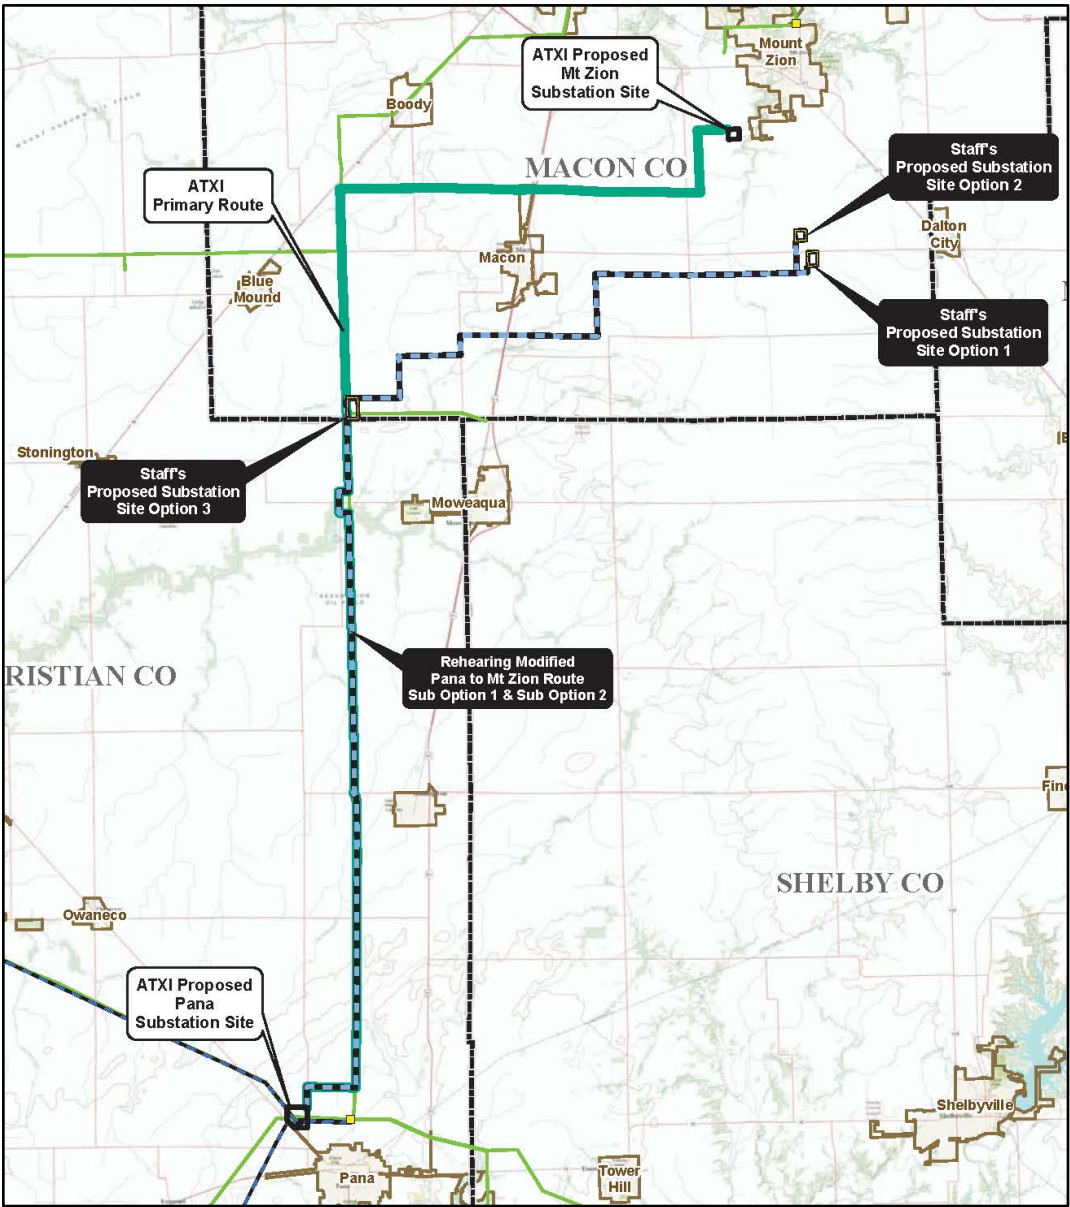 Mount
Zion
ATXI Proposed
Mt Zion
Substation Site
Boody
MACON CO
Staff's
Proposed Substation
Site Option 2
ATXI
Primary Route
Dalton
City
Macon
Blue
Mound
Staff's
Proposed Substation
Site Option 1
Stonington
Staff's
Proposed Substation
Site Option 3
Moweaqua
Rehearing Modified
Pana to Mt Zion Route
Sub Option 1 & Sub Option 2
RISTIAN CO
Fin
SHELBY CO
Owaneco
ATXI Proposed
Pana
Substation Site
Shelbyville
Tower
Hill
Pana